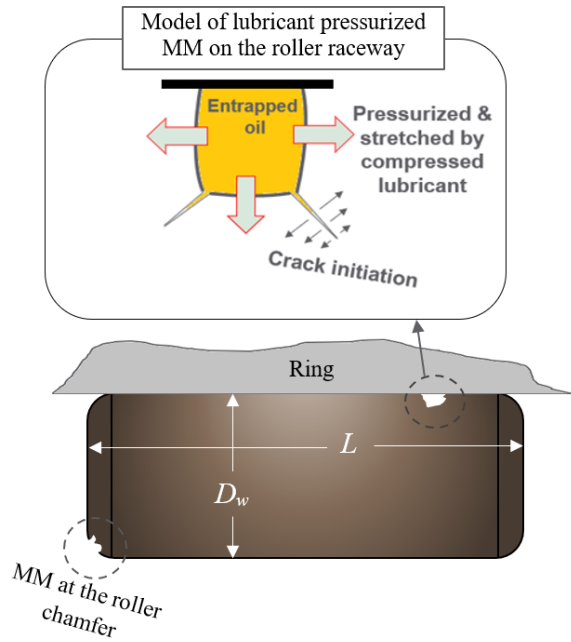 Model of lubricant pressurized
MM on the roller raceway
Entrapped
oil
Pressurized &
stretched by
compressed
lubricant
Crack initiation
Ring
L
D_w
MM at the roller
chamfer